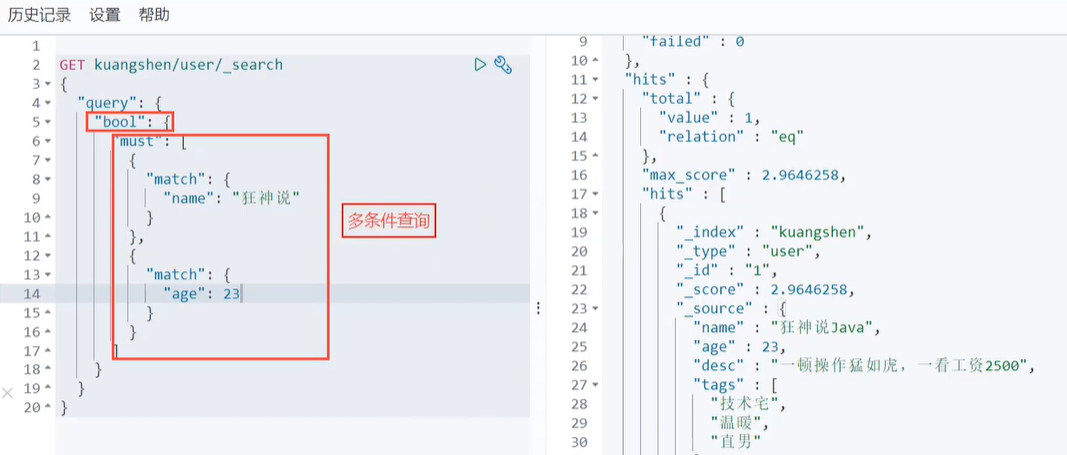 历史记录 设置 帮助
1
2 GET kuangshen/user/_search
3 {
4 "query": {
5 "bool": {
6 "must": [
7 {
8 "match": {
9 "name": "狂神说"
10 }
11 },
12 {
13 "match": {
14 "age": 23
15 }
16 }
17 ]
18 }
19 }
20 }
多条件查询
9 "failed" : 0
10 },
11 "hits" : {
12 "total" : {
13 "value" : 1,
14 "relation" : "eq"
15 },
16 "max_score" : 2.9646258,
17 "hits" : [
18 {
19 "_index" : "kuangshen",
20 "_type" : "user",
21 "_id" : "1",
22 "_score" : 2.9646258,
23 "_source" : {
24 "name" : "狂神说Java",
25 "age" : 23,
26 "desc" : "一顿操作猛如虎，一看工资2500",
27 "tags" : [
28 "技术宅",
29 "温暖",
30 "直男"